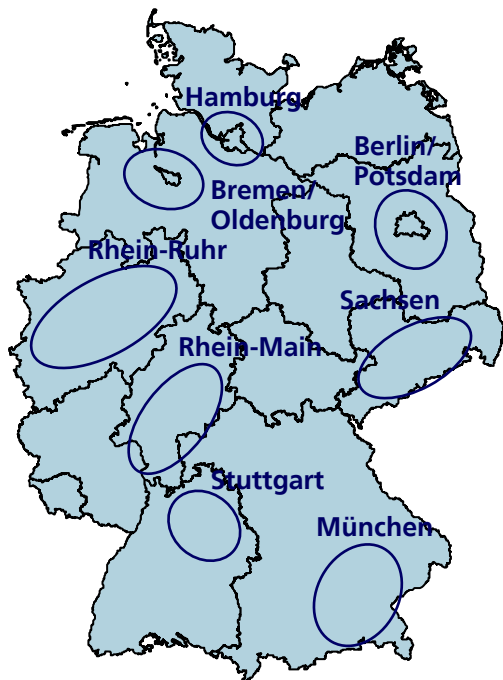 Hamburg
Berlin/
Potsdam
Bremen/
Oldenburg
Rhein-Ruhr
Sachsen
Rhein-Main
Stuttgart
München